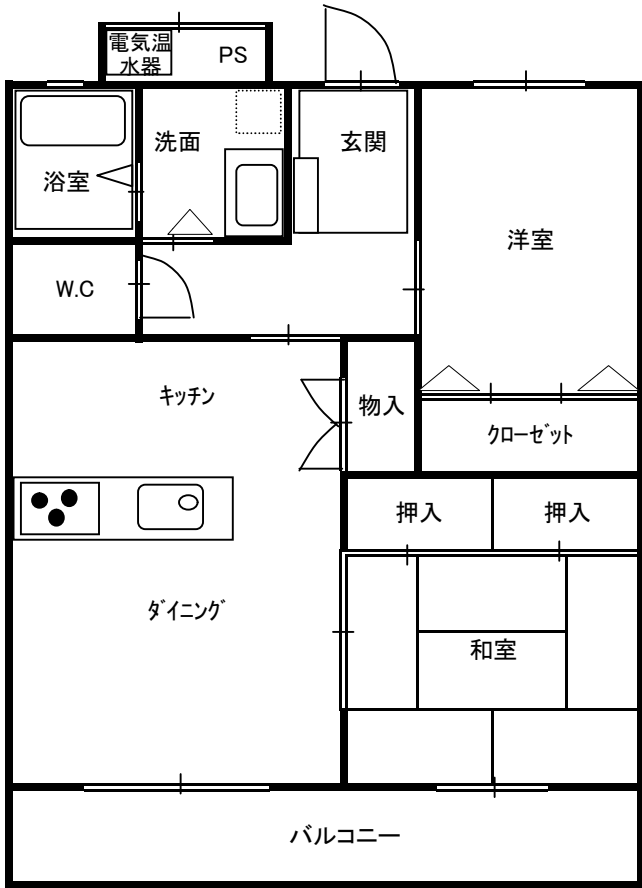 電気温
水器
PS
洗面
玄関
浴室
洋室
W.C
ｷｯﾁﾝ
物入
ｸﾛｰｾﾞｯﾄ
押入
押入
ﾀﾞｲﾆﾝｸﾞ
和室
バルコニー